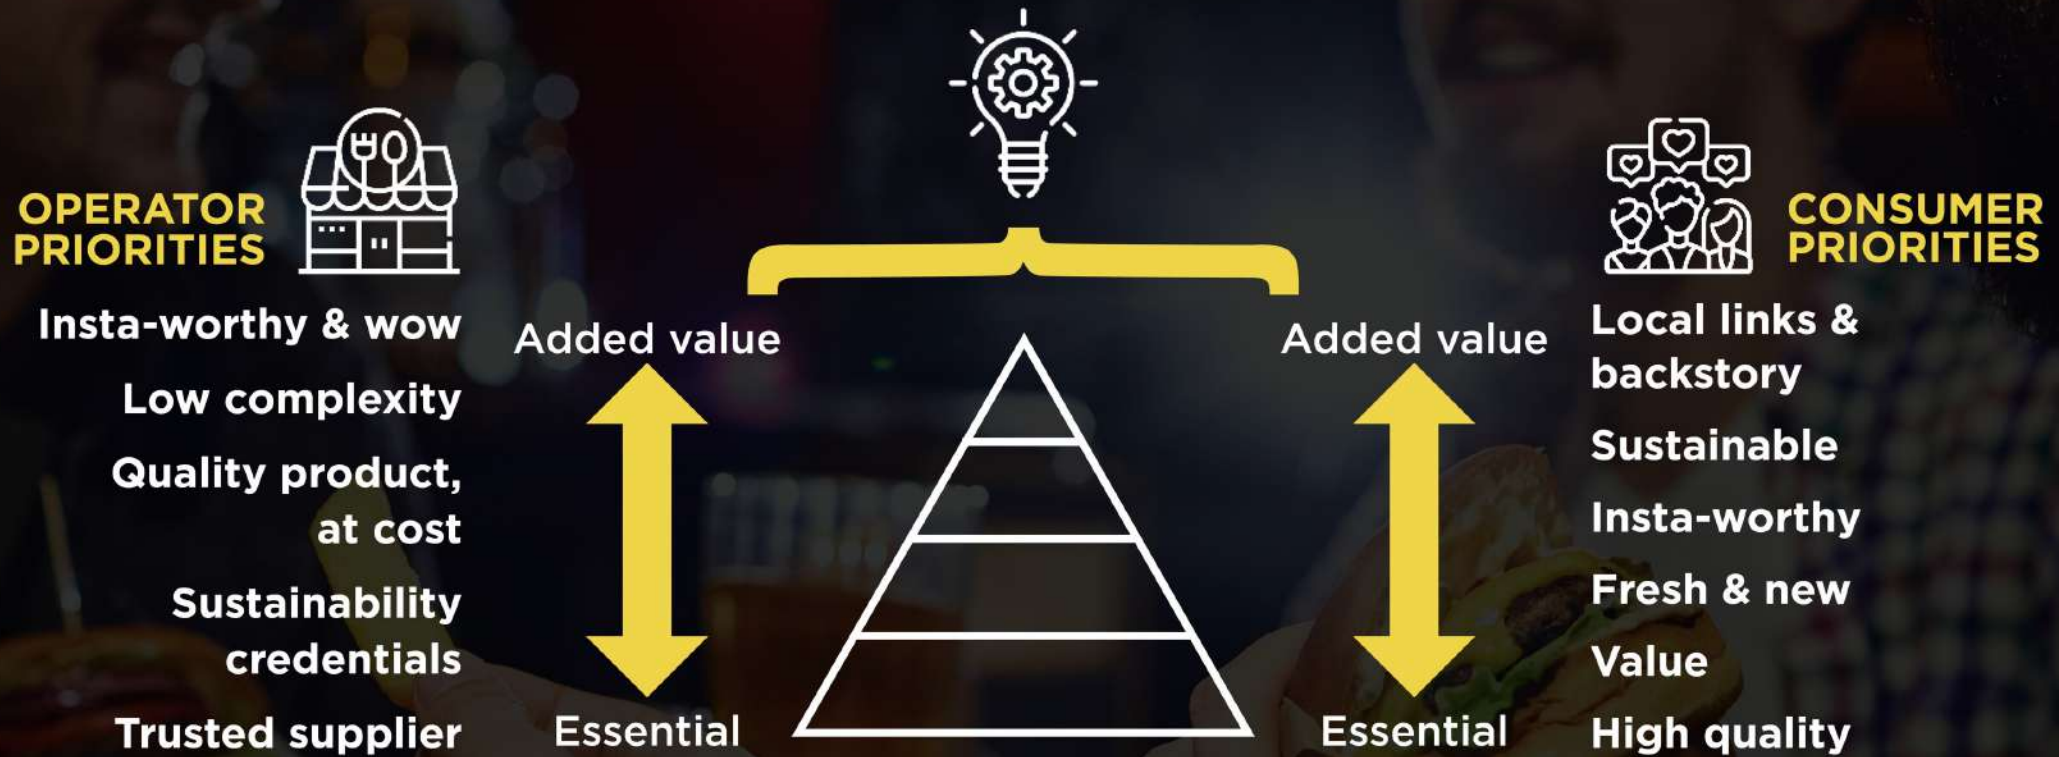 OPERATOR
PRIORITIES
Insta-worthy & wow
Low complexity
Quality product,
at cost
Sustainability
credentials
Trusted supplier
Added value
Essential
Added value
Essential
CONSUMER
PRIORITIES
Local links &
backstory
Sustainable
Insta-worthy
Fresh & new
Value
High quality